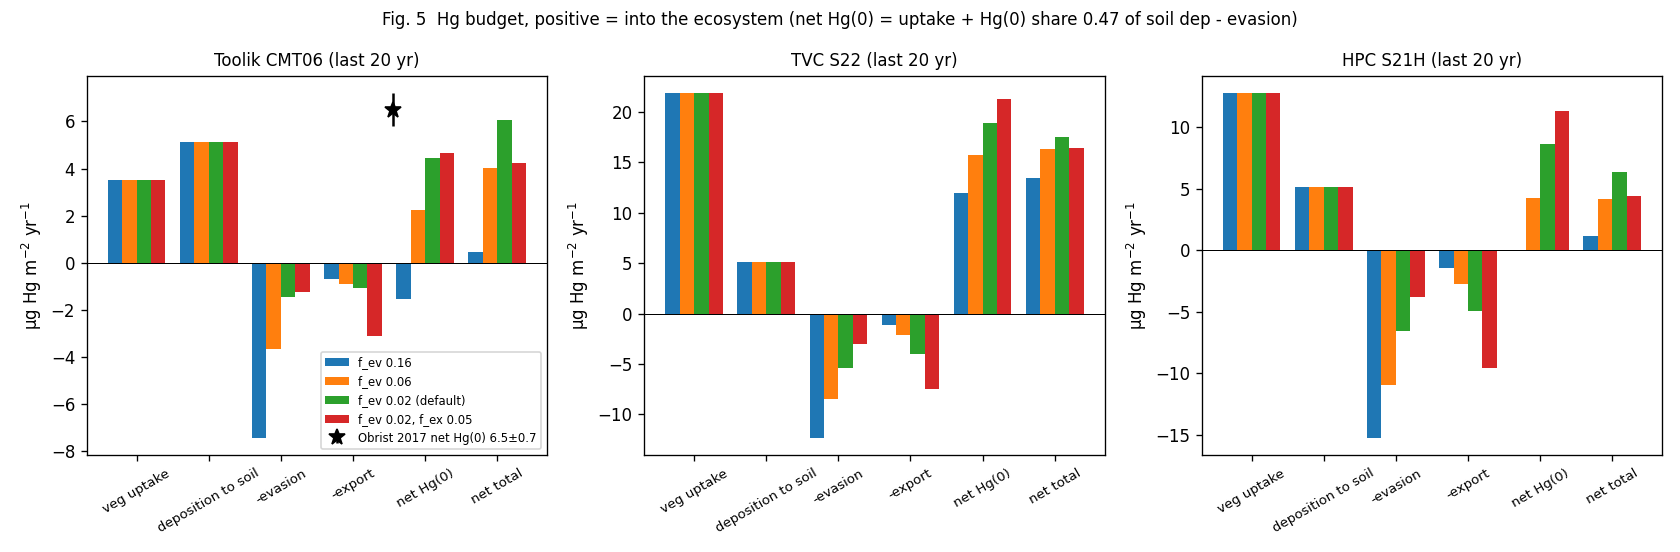 Fig. 5  Hg budget, positive = into the ecosystem (net Hg(0) = uptake + Hg(0) share 0.47 of soil dep - evasion)
Toolik CMT06 (last 20 yr)
µg Hg m⁻² yr⁻¹
6
4
2
0
−2
−4
−6
−8
f_ev 0.16
f_ev 0.06
f_ev 0.02 (default)
f_ev 0.02, f_ex 0.05
Obrist 2017 net Hg(0) 6.5±0.7
veg uptake
deposition to soil
-evasion
-export
net Hg(0)
net total
TVC S22 (last 20 yr)
µg Hg m⁻² yr⁻¹
20
15
10
5
0
−5
−10
veg uptake
deposition to soil
-evasion
-export
net Hg(0)
net total
HPC S21H (last 20 yr)
µg Hg m⁻² yr⁻¹
10
5
0
−5
−10
−15
veg uptake
deposition to soil
-evasion
-export
net Hg(0)
net total